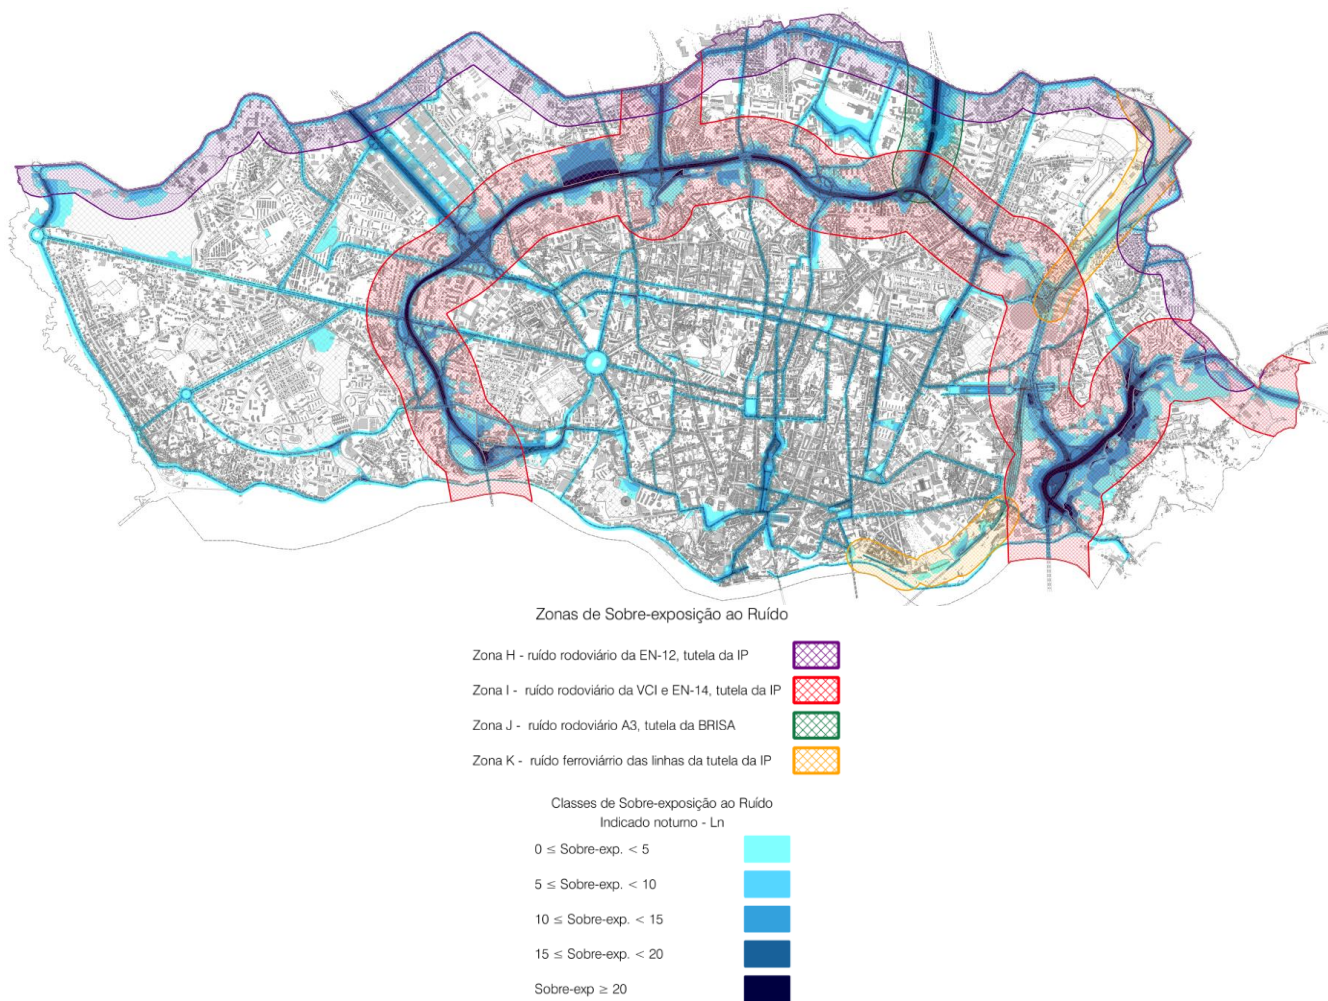 Zonas de Sobre-exposição ao Ruído
Zona H - ruído rodoviário da EN-12, tutela da IP
Zona I - ruído rodoviário da VCI e EN-14, tutela da IP
Zona J - ruído rodoviário A3, tutela da BRISA
Zona K - ruído ferroviárrio das linhas da tutela da IP
Classes de Sobre-exposição ao Ruído
Indicado noturno - Ln
0 ≤ Sobre-exp. < 5
5 ≤ Sobre-exp. < 10
10 ≤ Sobre-exp. < 15
15 ≤ Sobre-exp. < 20
Sobre-exp ≥ 20